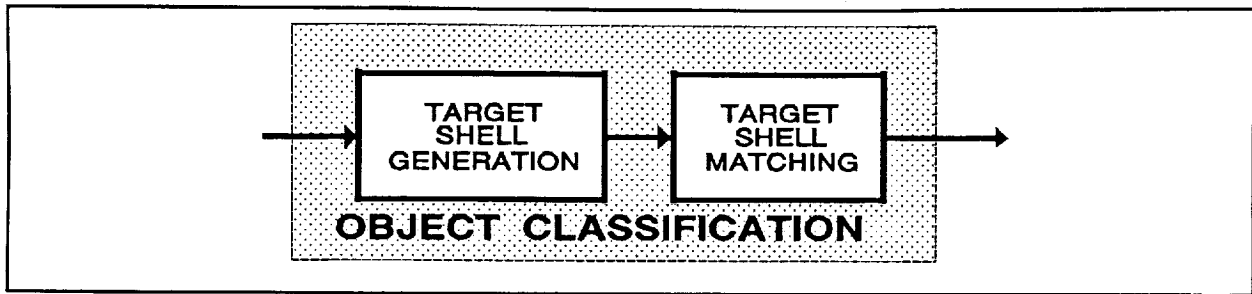 TARGET
SHELL
GENERATION
TARGET
SHELL
MATCHING
OBJECT CLASSIFICATION